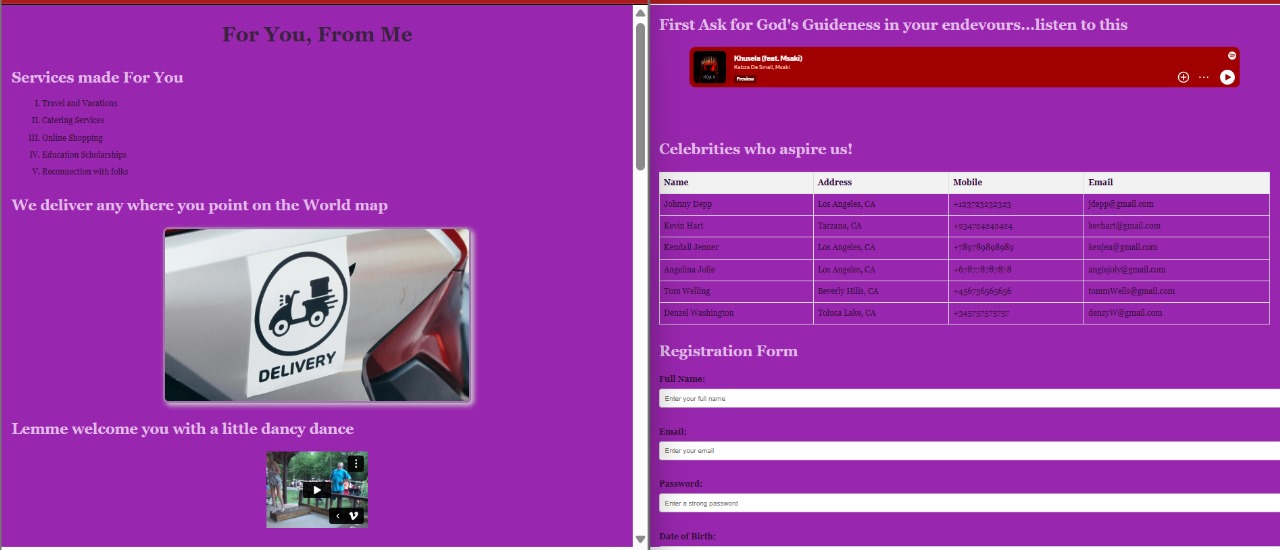 For You, From Me
Services made For You
I. Travel and Vacations
II. Catering Services
III. Online Shopping
IV. Education Scholarships
V. Reconnection with folks
We deliver any where you point on the World map
DELIVERY
Lemme welcome you with a little dancy dance
First Ask for God's Guideness in your endevours...listen to this
Khusela (feat. Msaki)
Kabza De Small, Msaki
Preview
Celebrities who aspire us!
Name Address Mobile Email
Johnny Depp Los Angeles, CA +123723232323 jdepp@gmail.com
Kevin Hart Tarzana, CA +234724242424 kevhart@gmail.com
Kendall Jenner Los Angeles, CA +789789898989 kenjen@gmail.com
Angelina Jolie Los Angeles, CA +678778787878 angiejoly@gmail.com
Tom Welling Beverly Hills, CA +456756565656 tommWells@gmail.com
Denzel Washington Toluca Lake, CA +345757575757 denzyW@gmail.com
Registration Form
Full Name:
Enter your full name
Email:
Enter your email
Password:
Enter a strong password
Date of Birth: